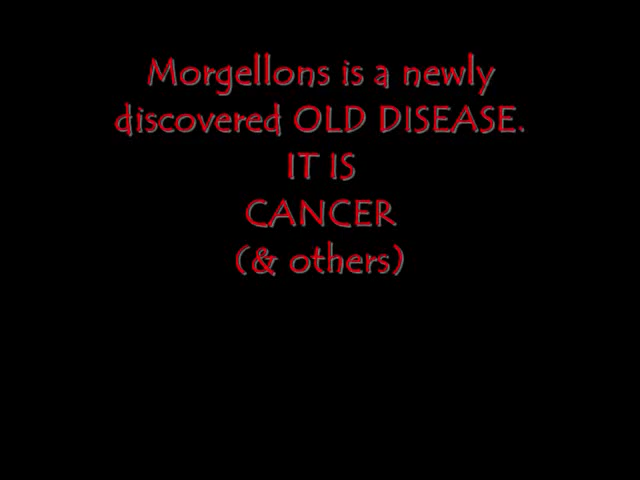 Morgellons is a newly
discovered OLD DISEASE.
IT IS
CANCER
(& others)